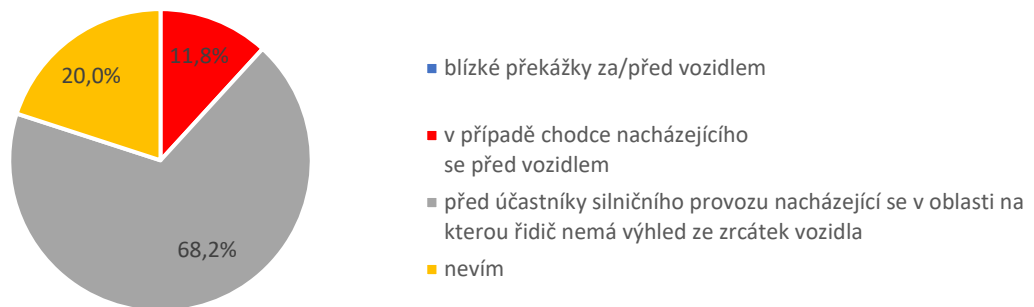 11,8%
20,0%
68,2%
blízké překážky za/před vozidlem
v případě chodce nacházejícího
se před vozidlem
před účastníky silničního provozu nacházející se v oblasti na
kterou řidič nemá výhled ze zrcátek vozidla
nevím